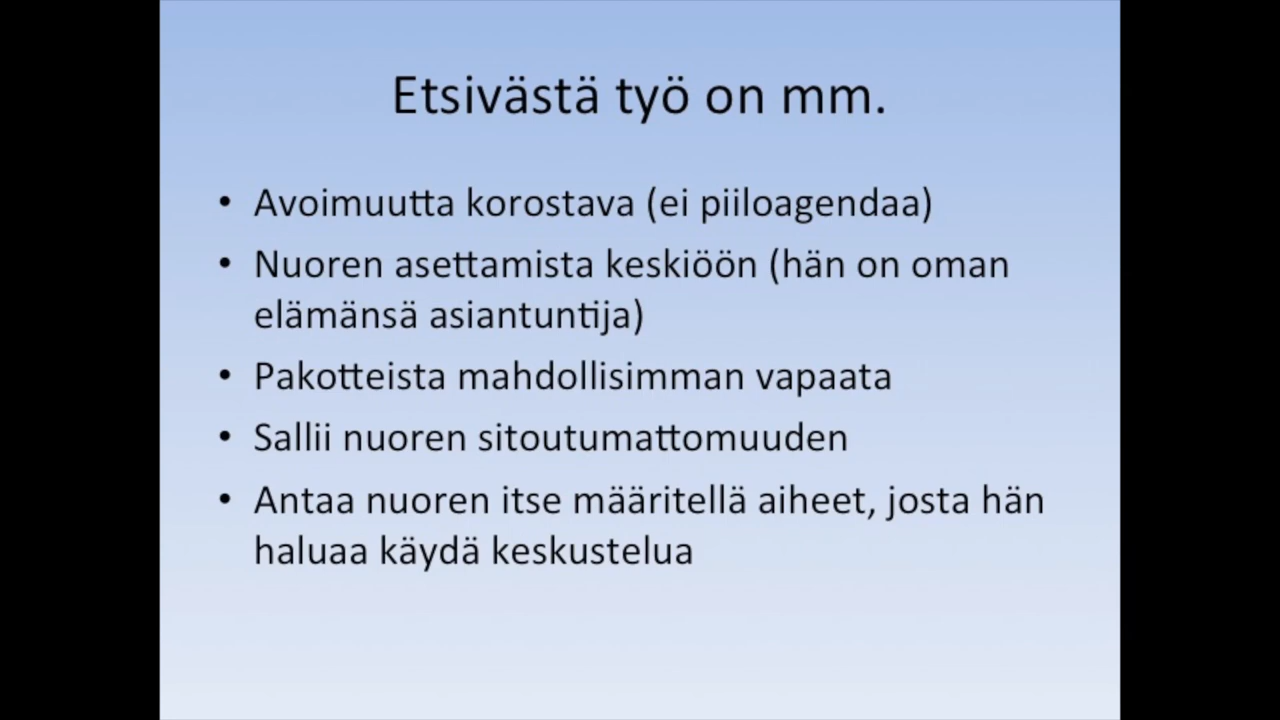 Etsivästä työ on mm.
• Avoimuutta korostava (ei piiloagendaa)
• Nuoren asettamista keskiöön (hän on oman
elämänsä asiantuntija)
• Pakotteista mahdollisimman vapaata
• Sallii nuoren sitoutumattomuuden
• Antaa nuoren itse määritellä aiheet, josta hän
haluaa käydä keskustelua